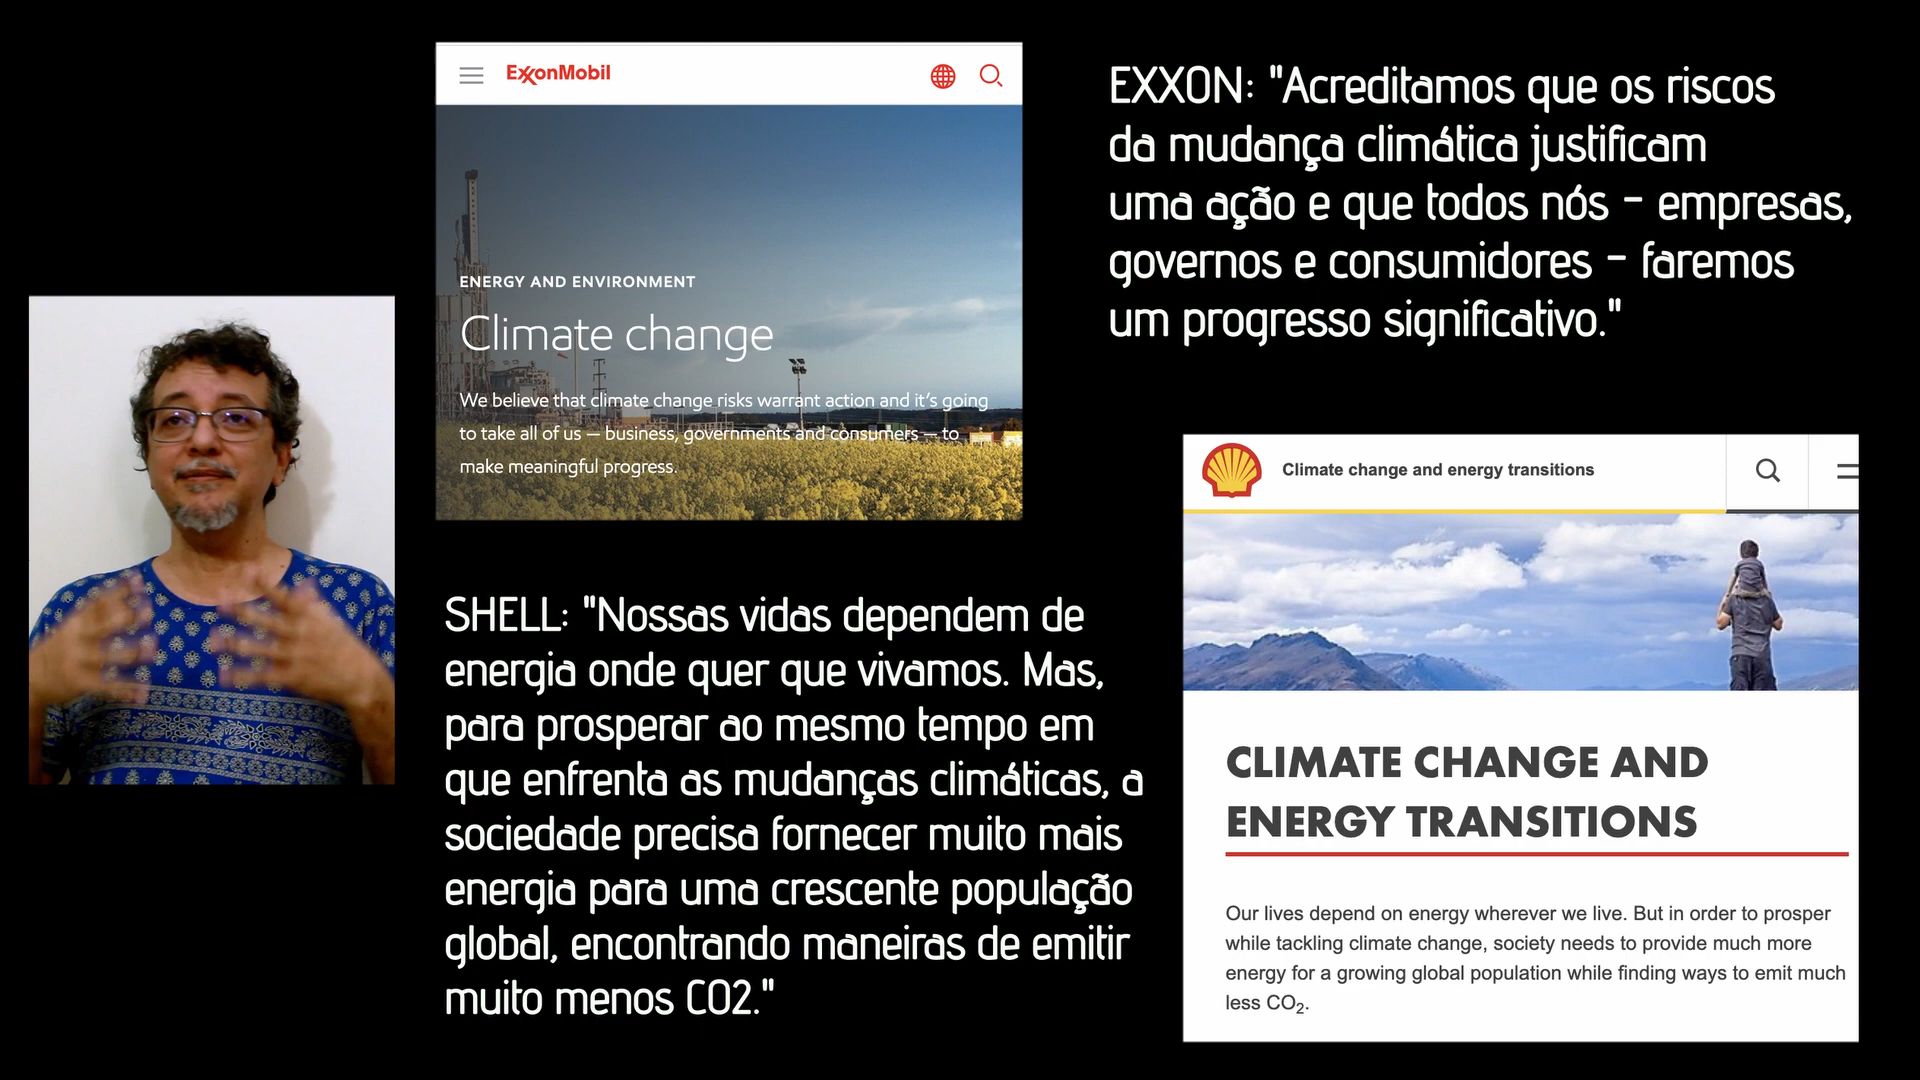 ExxonMobil
ENERGY AND ENVIRONMENT
Climate change
We believe that climate change risks warrant action and it's going
to take all of us — business, governments and consumers — to
make meaningful progress.
EXXON: "Acreditamos que os riscos
da mudança climática justificam
uma ação e que todos nós - empresas,
governos e consumidores - faremos
um progresso significativo."
SHELL: "Nossas vidas dependem de
energia onde quer que vivamos. Mas,
para prosperar ao mesmo tempo em
que enfrenta as mudanças climáticas, a
sociedade precisa fornecer muito mais
energia para uma crescente população
global, encontrando maneiras de emitir
muito menos CO2."
Climate change and energy transitions
CLIMATE CHANGE AND
ENERGY TRANSITIONS
Our lives depend on energy wherever we live. But in order to prosper
while tackling climate change, society needs to provide much more
energy for a growing global population while finding ways to emit much
less CO₂.